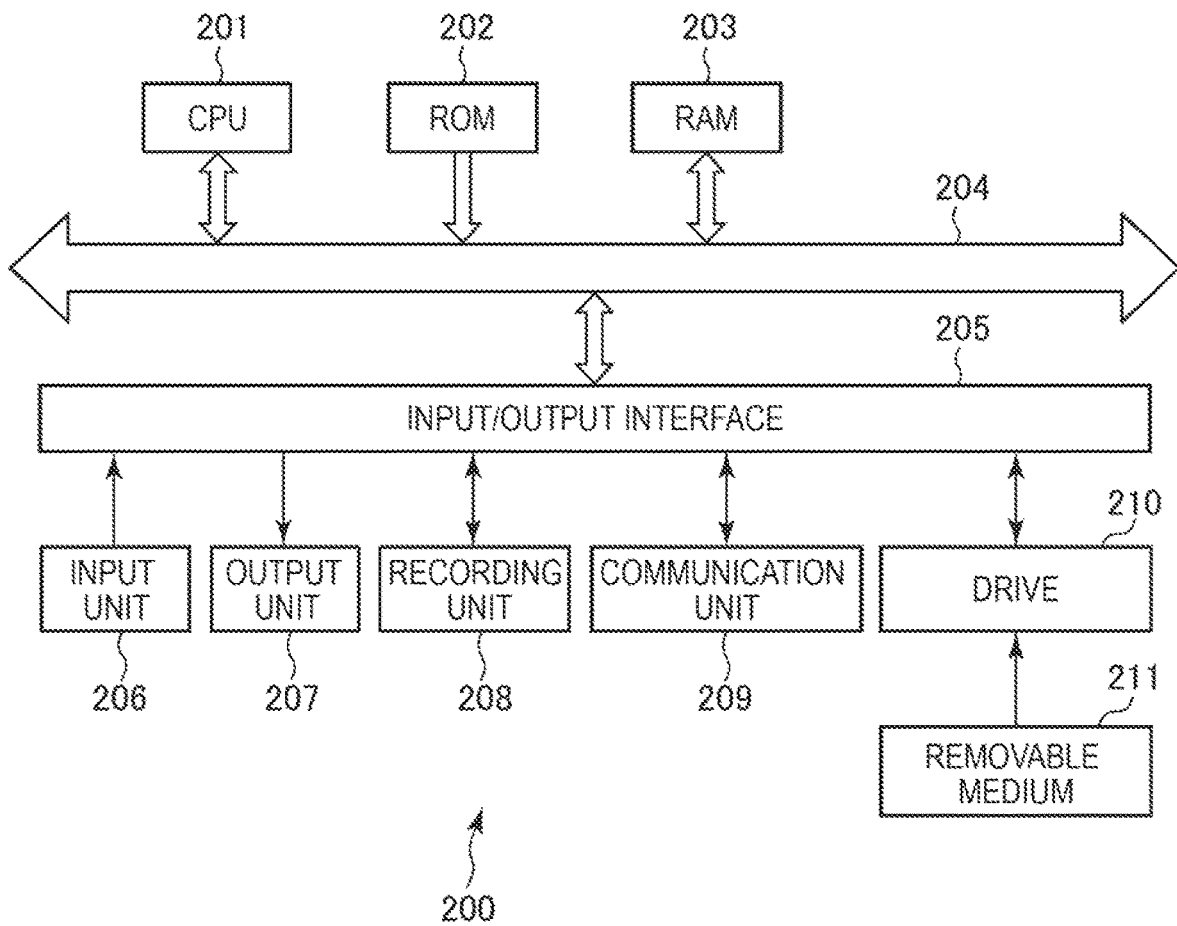 201
202
203
CPU
ROM
RAM
204
205
INPUT/OUTPUT INTERFACE
210
INPUT
UNIT
OUTPUT
UNIT
RECORDING
UNIT
COMMUNICATION
UNIT
DRIVE
206
207
208
209
211
REMOVABLE
MEDIUM
200